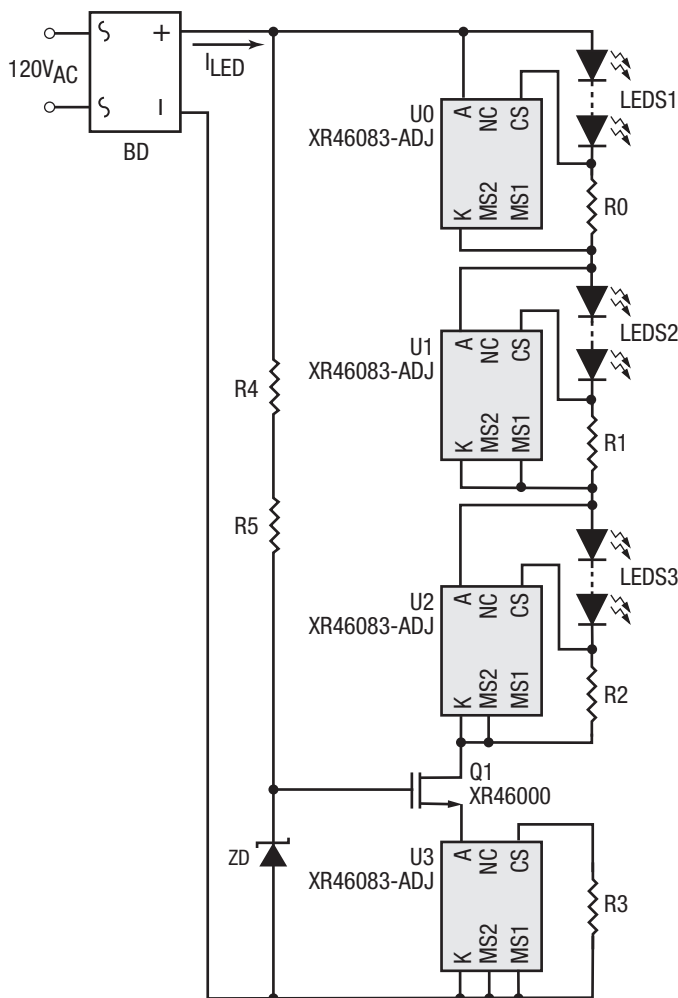 120VAC
+
–
BD
ILED
U0
XR46083-ADJ
A
NC
CS
K
MS2
MS1
LEDS1
R0
U1
XR46083-ADJ
A
NC
CS
K
MS2
MS1
LEDS2
R1
R4
R5
U2
XR46083-ADJ
A
NC
CS
K
MS2
MS1
LEDS3
R2
Q1
XR46000
ZD
U3
XR46083-ADJ
A
NC
CS
K
MS2
MS1
R3